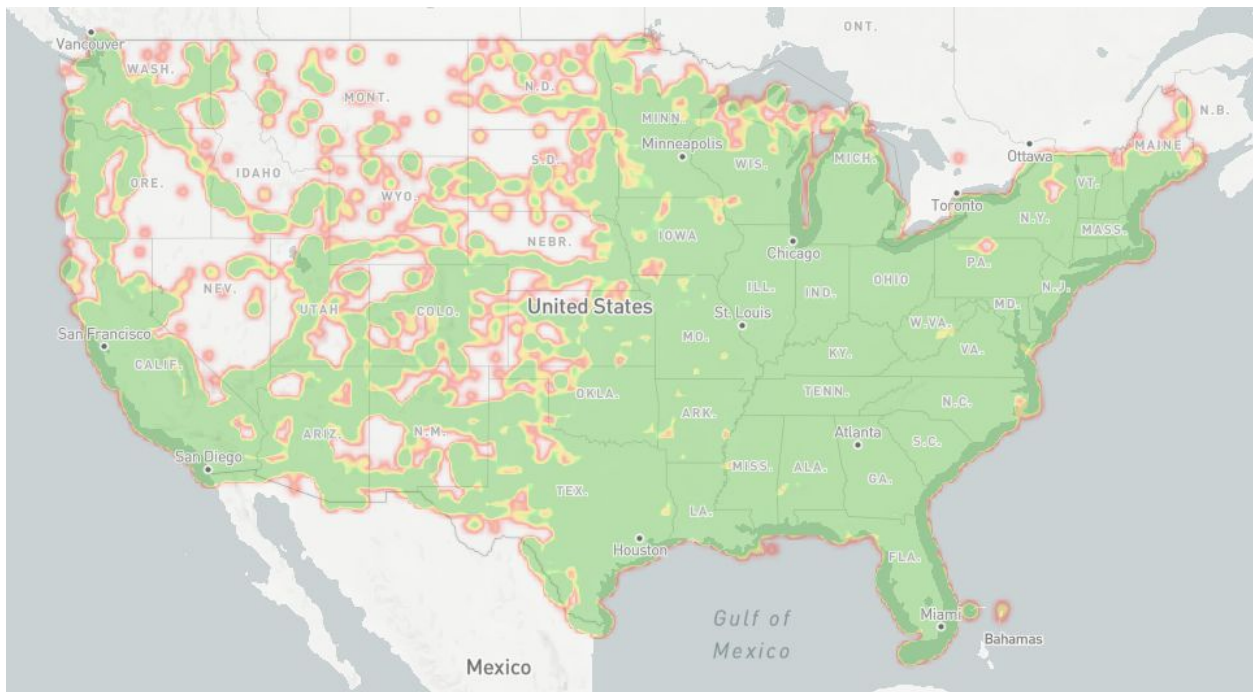 ONT.
Vancouver
WASH.
N.D.
MONT.
N.B.
MINN.
Ottawa
MAINE
Minneapolis
WIS.
MICH.
S.D.
IDAHO
ORE.
WYO.
VT.
Toronto
N.Y.
MASS.
IOWA
NEBR.
Chicago
PA.
OHIO
N.J.
NEV.
ILL.
IND.
UTAH
COLO.
United States
MD.
St. Louis
W.VA.
San Francisco
MO.
VA.
KY.
CALIF.
TENN.
OKLA.
N.C.
ARK.
ARIZ.
N.M.
Atlanta
S.C.
San Diego
MISS.
ALA.
GA.
TEX.
LA.
Houston
FLA.
Gulf of
Mexico
Miami
Bahamas
Mexico